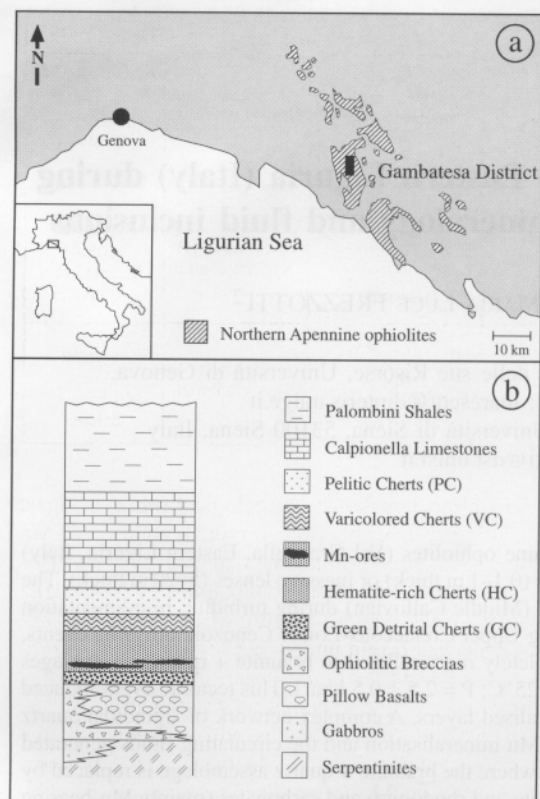 a
N
Genova
Gambatesa District
Ligurian Sea
Northern Apennine ophiolites
10 km
b
Palombini Shales
Calpionella Limestones
Pelitic Cherts (PC)
Varicolored Cherts (VC)
Mn-ores
Hematite-rich Cherts (HC)
Green Detrital Cherts (GC)
Ophiolitic Breccias
Pillow Basalts
Gabbros
Serpentinites